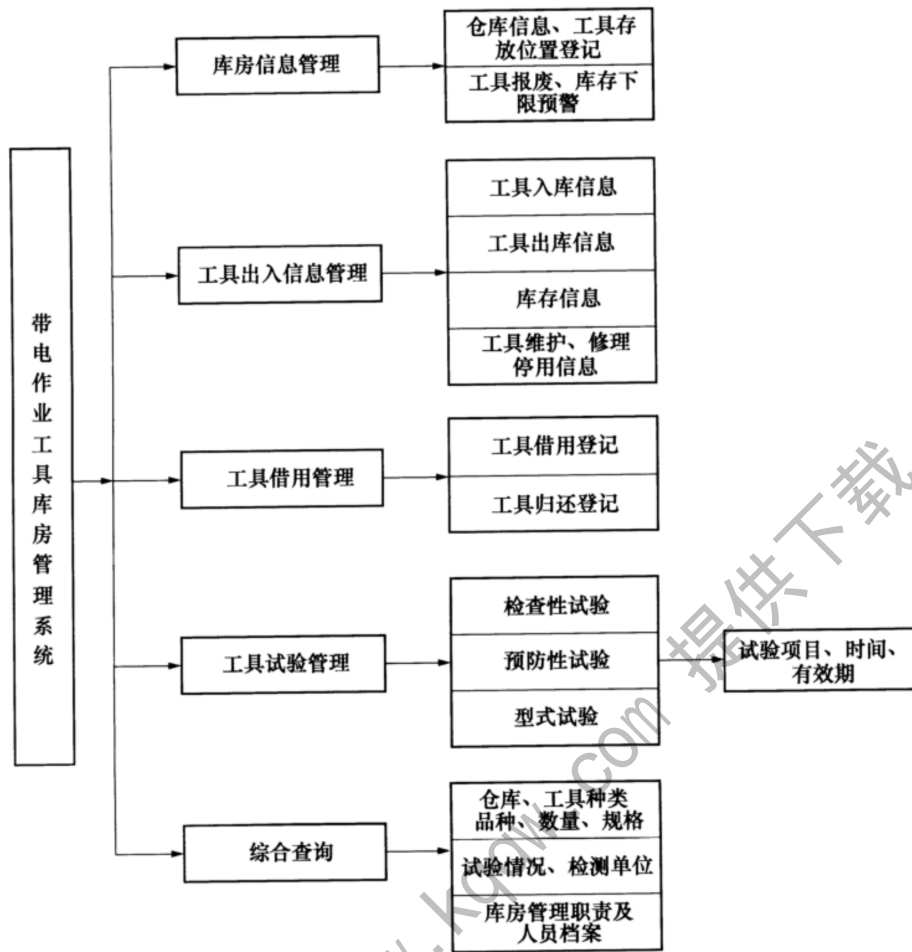 带电作业工具库房管理系统
库房信息管理
仓库信息、工具存
放位置登记
工具报废、库存下
限预警
工具出入信息管理
工具入库信息
工具出库信息
库存信息
工具维护、修理
停用信息
工具借用管理
工具借用登记
工具归还登记
工具试验管理
检查性试验
预防性试验
型式试验
试验项目、时间、
有效期
综合查询
仓库、工具种类
品种、数量、规格
试验情况、检测单位
库房管理职责及
人员档案
w.kqqw.com 提供下载